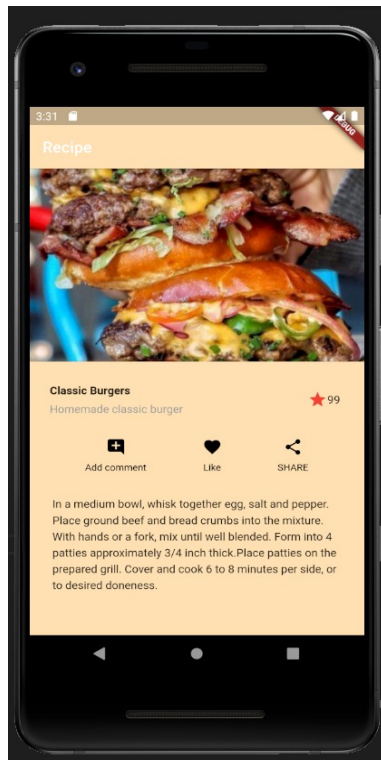 3:31
DEBUG
Recipe
Classic Burgers
Homemade classic burger
99
Add comment
Like
SHARE
In a medium bowl, whisk together egg, salt and pepper.
Place ground beef and bread crumbs into the mixture.
With hands or a fork, mix until well blended. Form into 4
patties approximately 3/4 inch thick.Place patties on the
prepared grill. Cover and cook 6 to 8 minutes per side, or
to desired doneness.